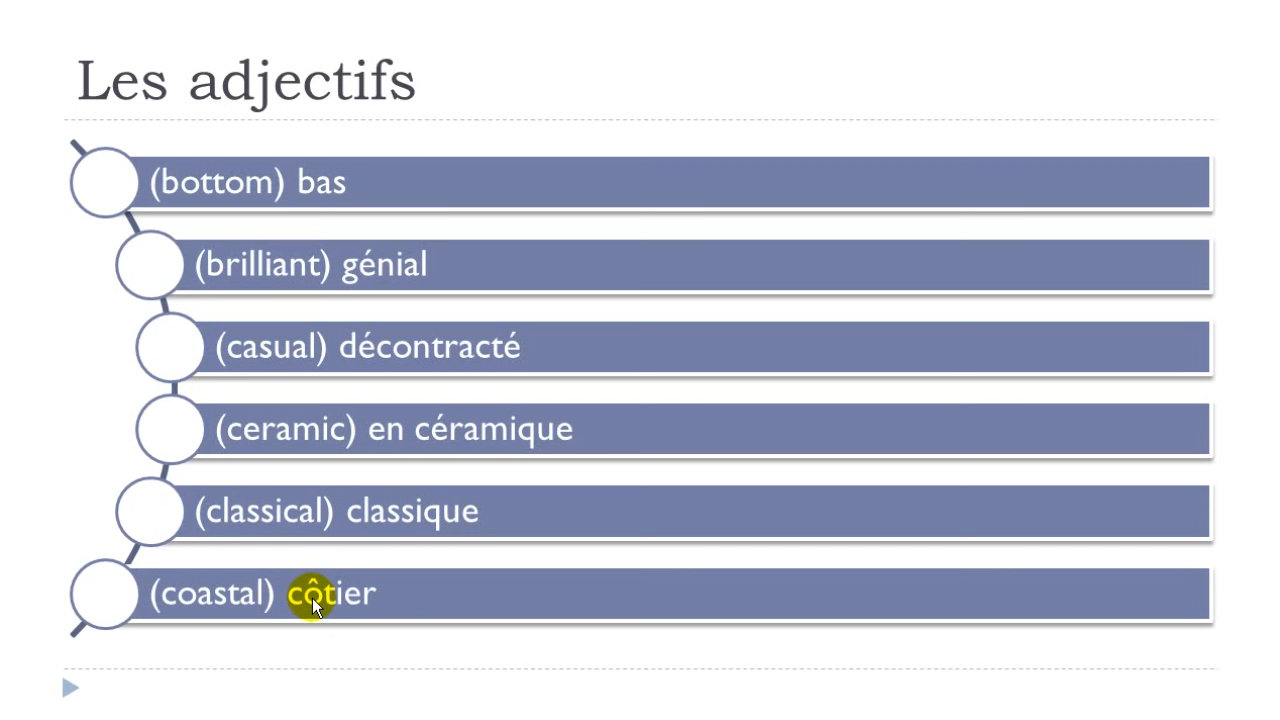 Les adjectifs
(bottom) bas
(brilliant) génial
(casual) décontracté
(ceramic) en céramique
(classical) classique
(coastal) côtier